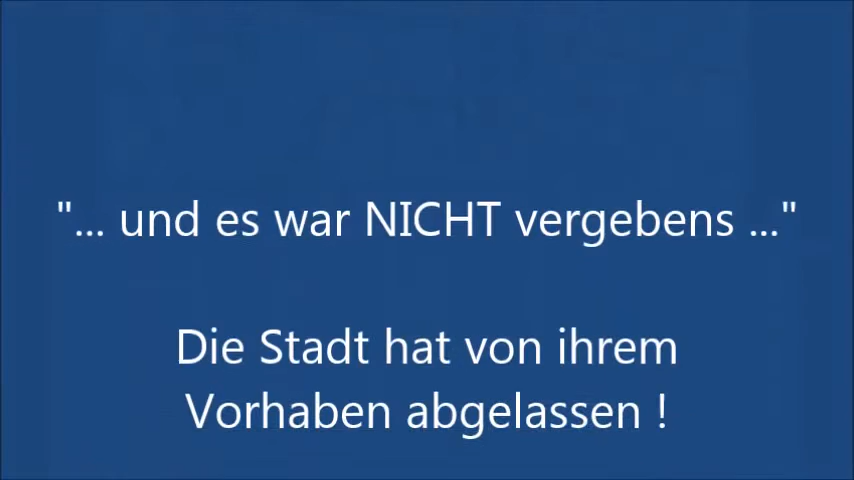 "... und es war NICHT vergebens ..."
Die Stadt hat von ihrem
Vorhaben abgelassen !